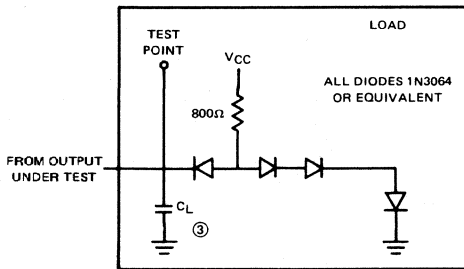 LOAD
TEST
POINT
VCC
ALL DIODES 1N3064
OR EQUIVALENT
800Ω
FROM OUTPUT
UNDER TEST
CL
③